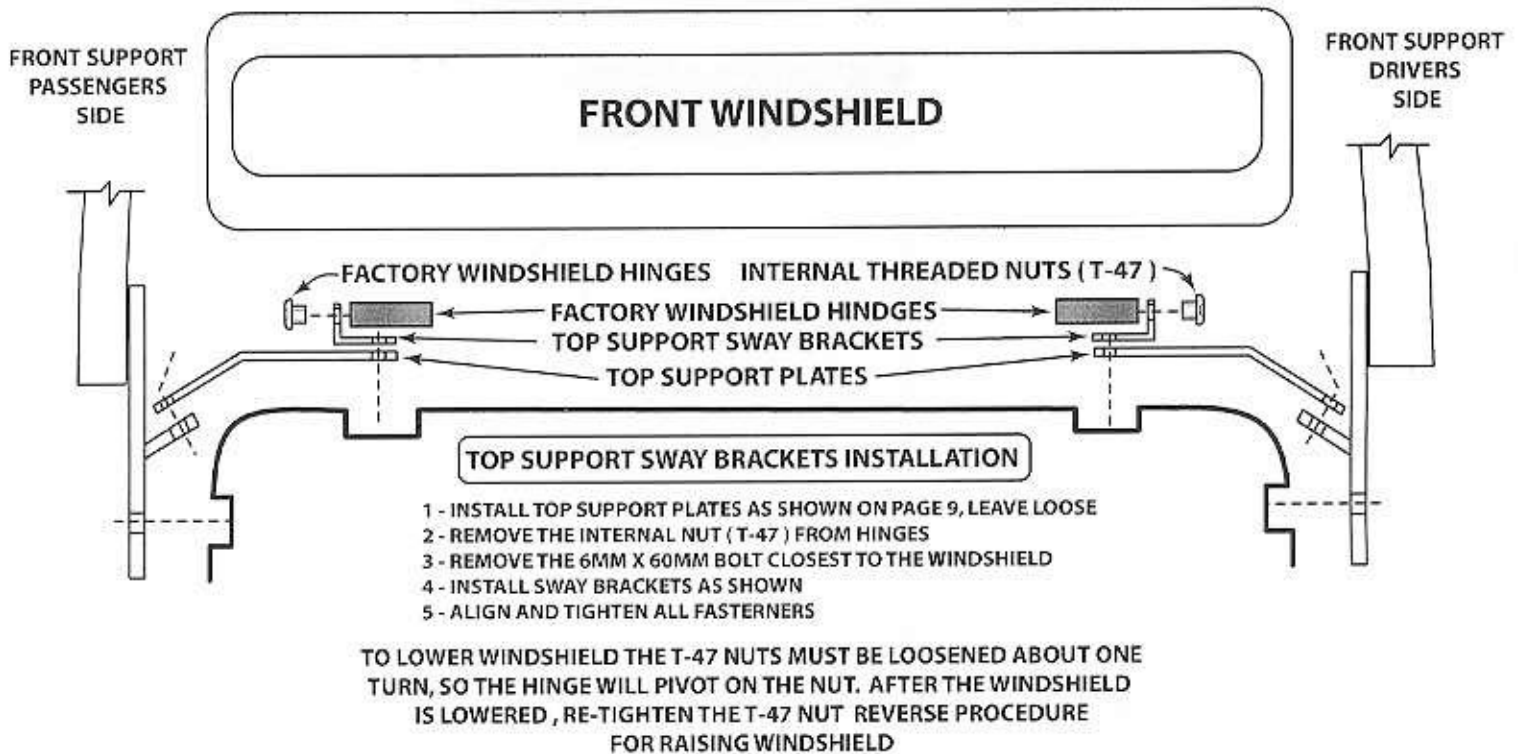 FRONT SUPPORT
PASSENGERS
SIDE
FRONT WINDSHIELD
FRONT SUPPORT
DRIVERS
SIDE
FACTORY WINDSHIELD HINGES
INTERNAL THREADED NUTS ( T-47 )
FACTORY WINDSHIELD HINDGES
TOP SUPPORT SWAY BRACKETS
TOP SUPPORT PLATES
TOP SUPPORT SWAY BRACKETS INSTALLATION
1 - INSTALL TOP SUPPORT PLATES AS SHOWN ON PAGE 9, LEAVE LOOSE
2 - REMOVE THE INTERNAL NUT ( T-47 ) FROM HINGES
3 - REMOVE THE 6MM X 60MM BOLT CLOSEST TO THE WINDSHIELD
4 - INSTALL SWAY BRACKETS AS SHOWN
5 - ALIGN AND TIGHTEN ALL FASTERNERS
TO LOWER WINDSHIELD THE T-47 NUTS MUST BE LOOSENED ABOUT ONE
TURN, SO THE HINGE WILL PIVOT ON THE NUT. AFTER THE WINDSHIELD
IS LOWERED , RE-TIGHTEN THE T-47 NUT REVERSE PROCEDURE
FOR RAISING WINDSHIELD